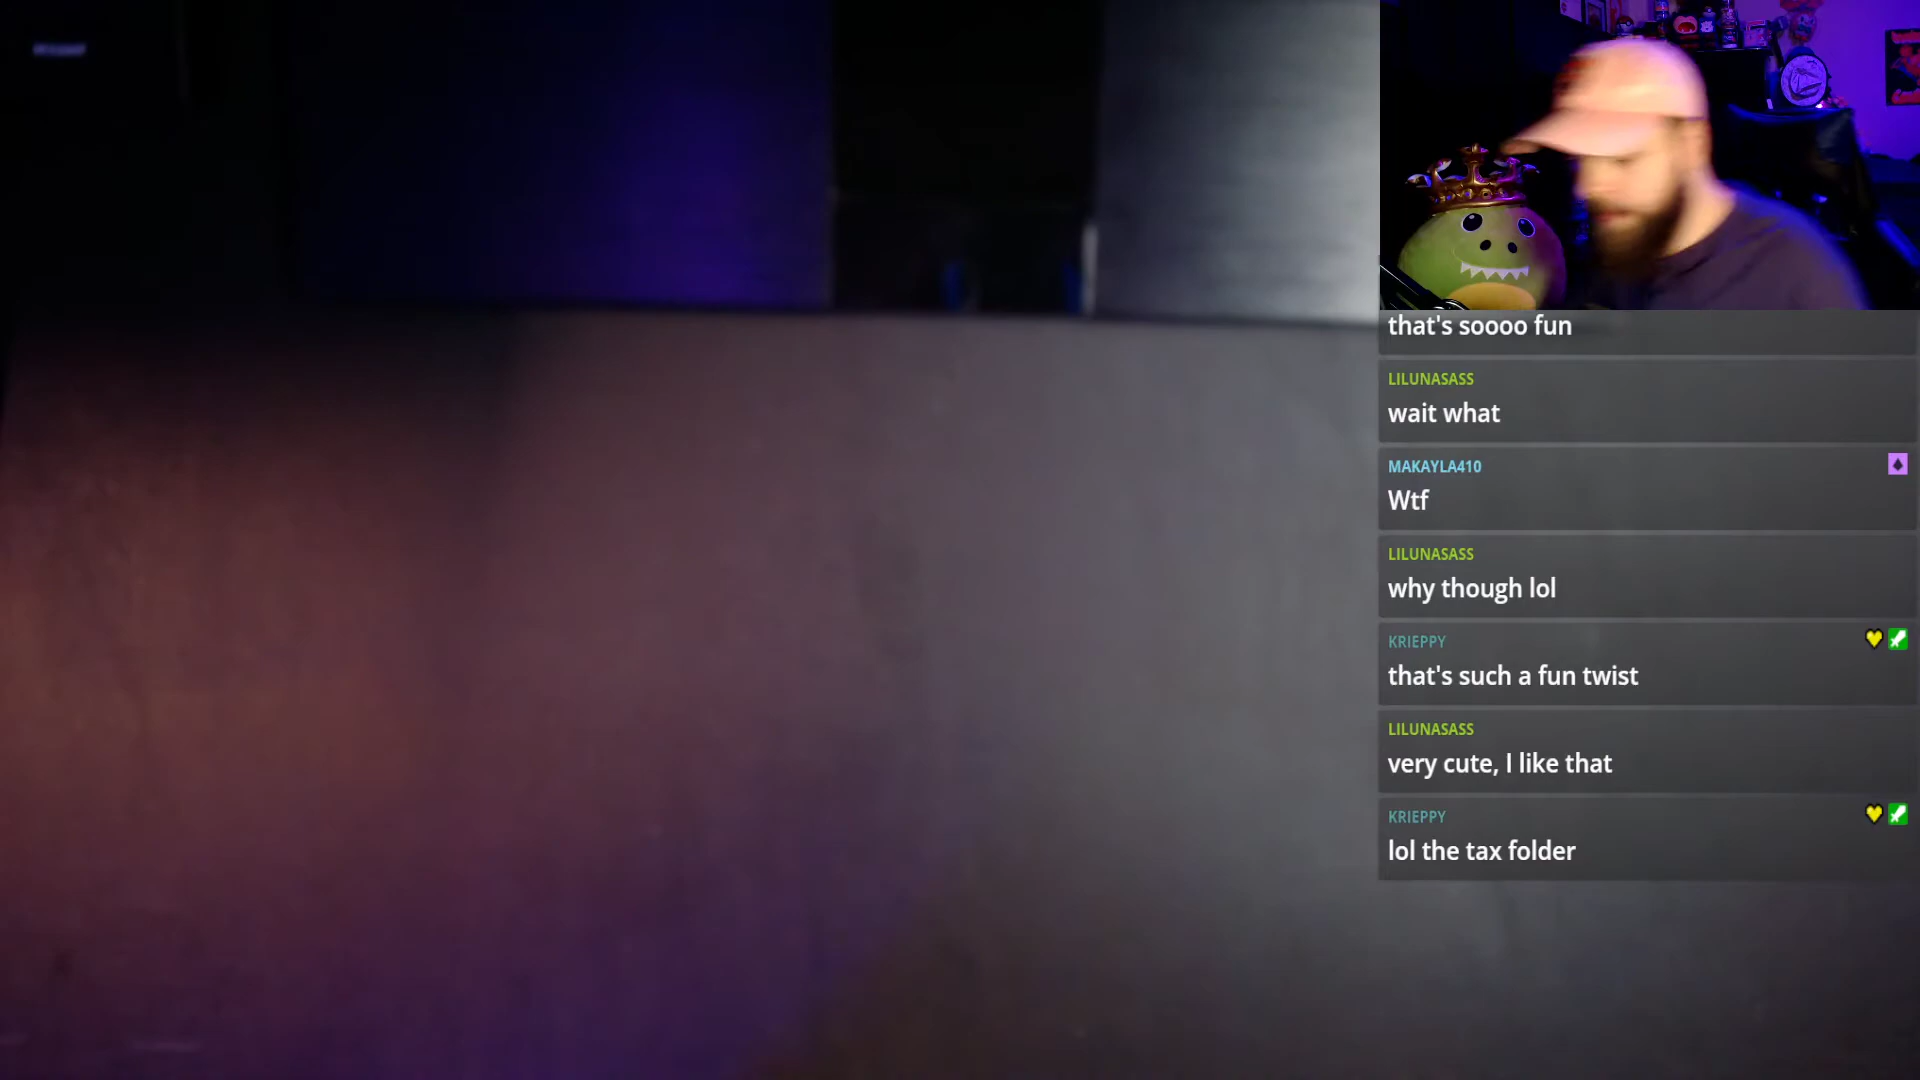 that's soooo fun
LILUNASASS
wait what
MAKAYLA410
Wtf
LILUNASASS
why though lol
KRIEPPY
that's such a fun twist
LILUNASASS
very cute, I like that
KRIEPPY
lol the tax folder